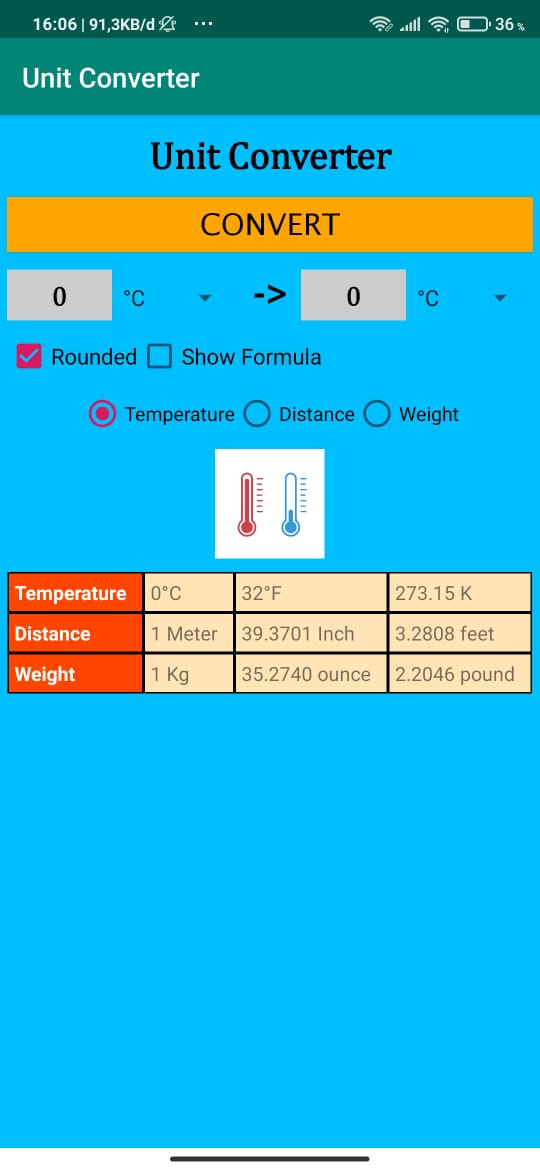 16:06 | 91,3KB/d ... 36 %
Unit Converter
Unit Converter
CONVERT
0 °C -> 0 °C
Rounded Show Formula
Temperature Distance Weight
Temperature 0°C 32°F 273.15 K
Distance 1 Meter 39.3701 Inch 3.2808 feet
Weight 1 Kg 35.2740 ounce 2.2046 pound